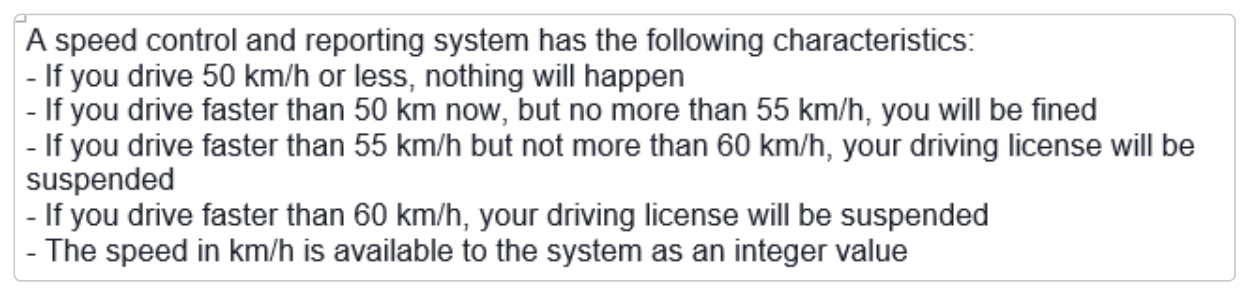 A speed control and reporting system has the following characteristics:
- If you drive 50 km/h or less, nothing will happen
- If you drive faster than 50 km now, but no more than 55 km/h, you will be fined
- If you drive faster than 55 km/h but not more than 60 km/h, your driving license will be
suspended
- If you drive faster than 60 km/h, your driving license will be suspended
- The speed in km/h is available to the system as an integer value